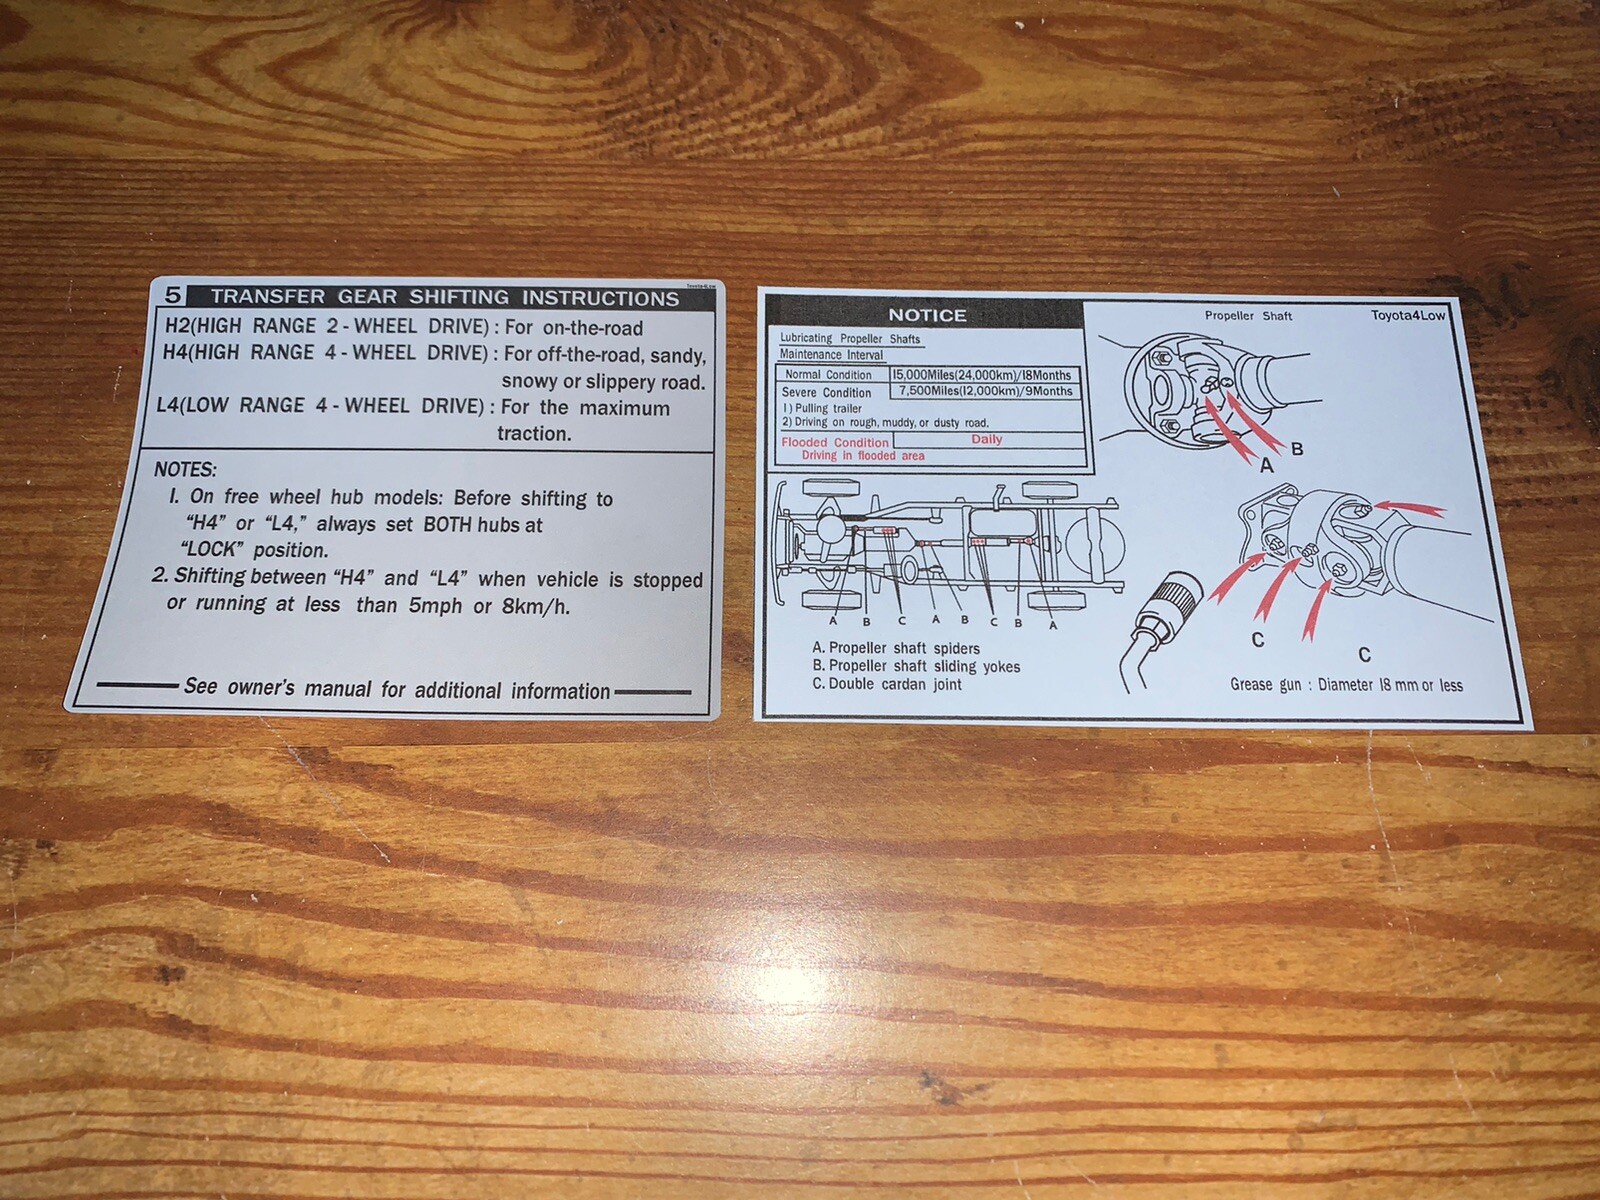 5 TRANSFER GEAR SHIFTING INSTRUCTIONS
Toyota4Low
H2(HIGH RANGE 2-WHEEL DRIVE): For on-the-road
H4(HIGH RANGE 4-WHEEL DRIVE): For off-the-road, sandy,
snowy or slippery road.
L4(LOW RANGE 4-WHEEL DRIVE): For the maximum
traction.
NOTES:
1. On free wheel hub models: Before shifting to
“H4” or “L4,” always set BOTH hubs at
“LOCK” position.
2. Shifting between “H4” and “L4” when vehicle is stopped
or running at less than 5mph or 8km/h.
See owner's manual for additional information
NOTICE
Lubricating Propeller Shafts
Maintenance Interval
Normal Condition 15,000Miles(24,000km)/18Months
Severe Condition 7,500Miles(12,000km)/9Months
1) Pulling trailer
2) Driving on rough, muddy, or dusty road.
Flooded Condition Daily
Driving in flooded area
A B C A B C B A
A. Propeller shaft spiders
B. Propeller shaft sliding yokes
C. Double cardan joint
Propeller Shaft
Toyota4Low
A
B
C
C
Grease gun : Diameter 18 mm or less